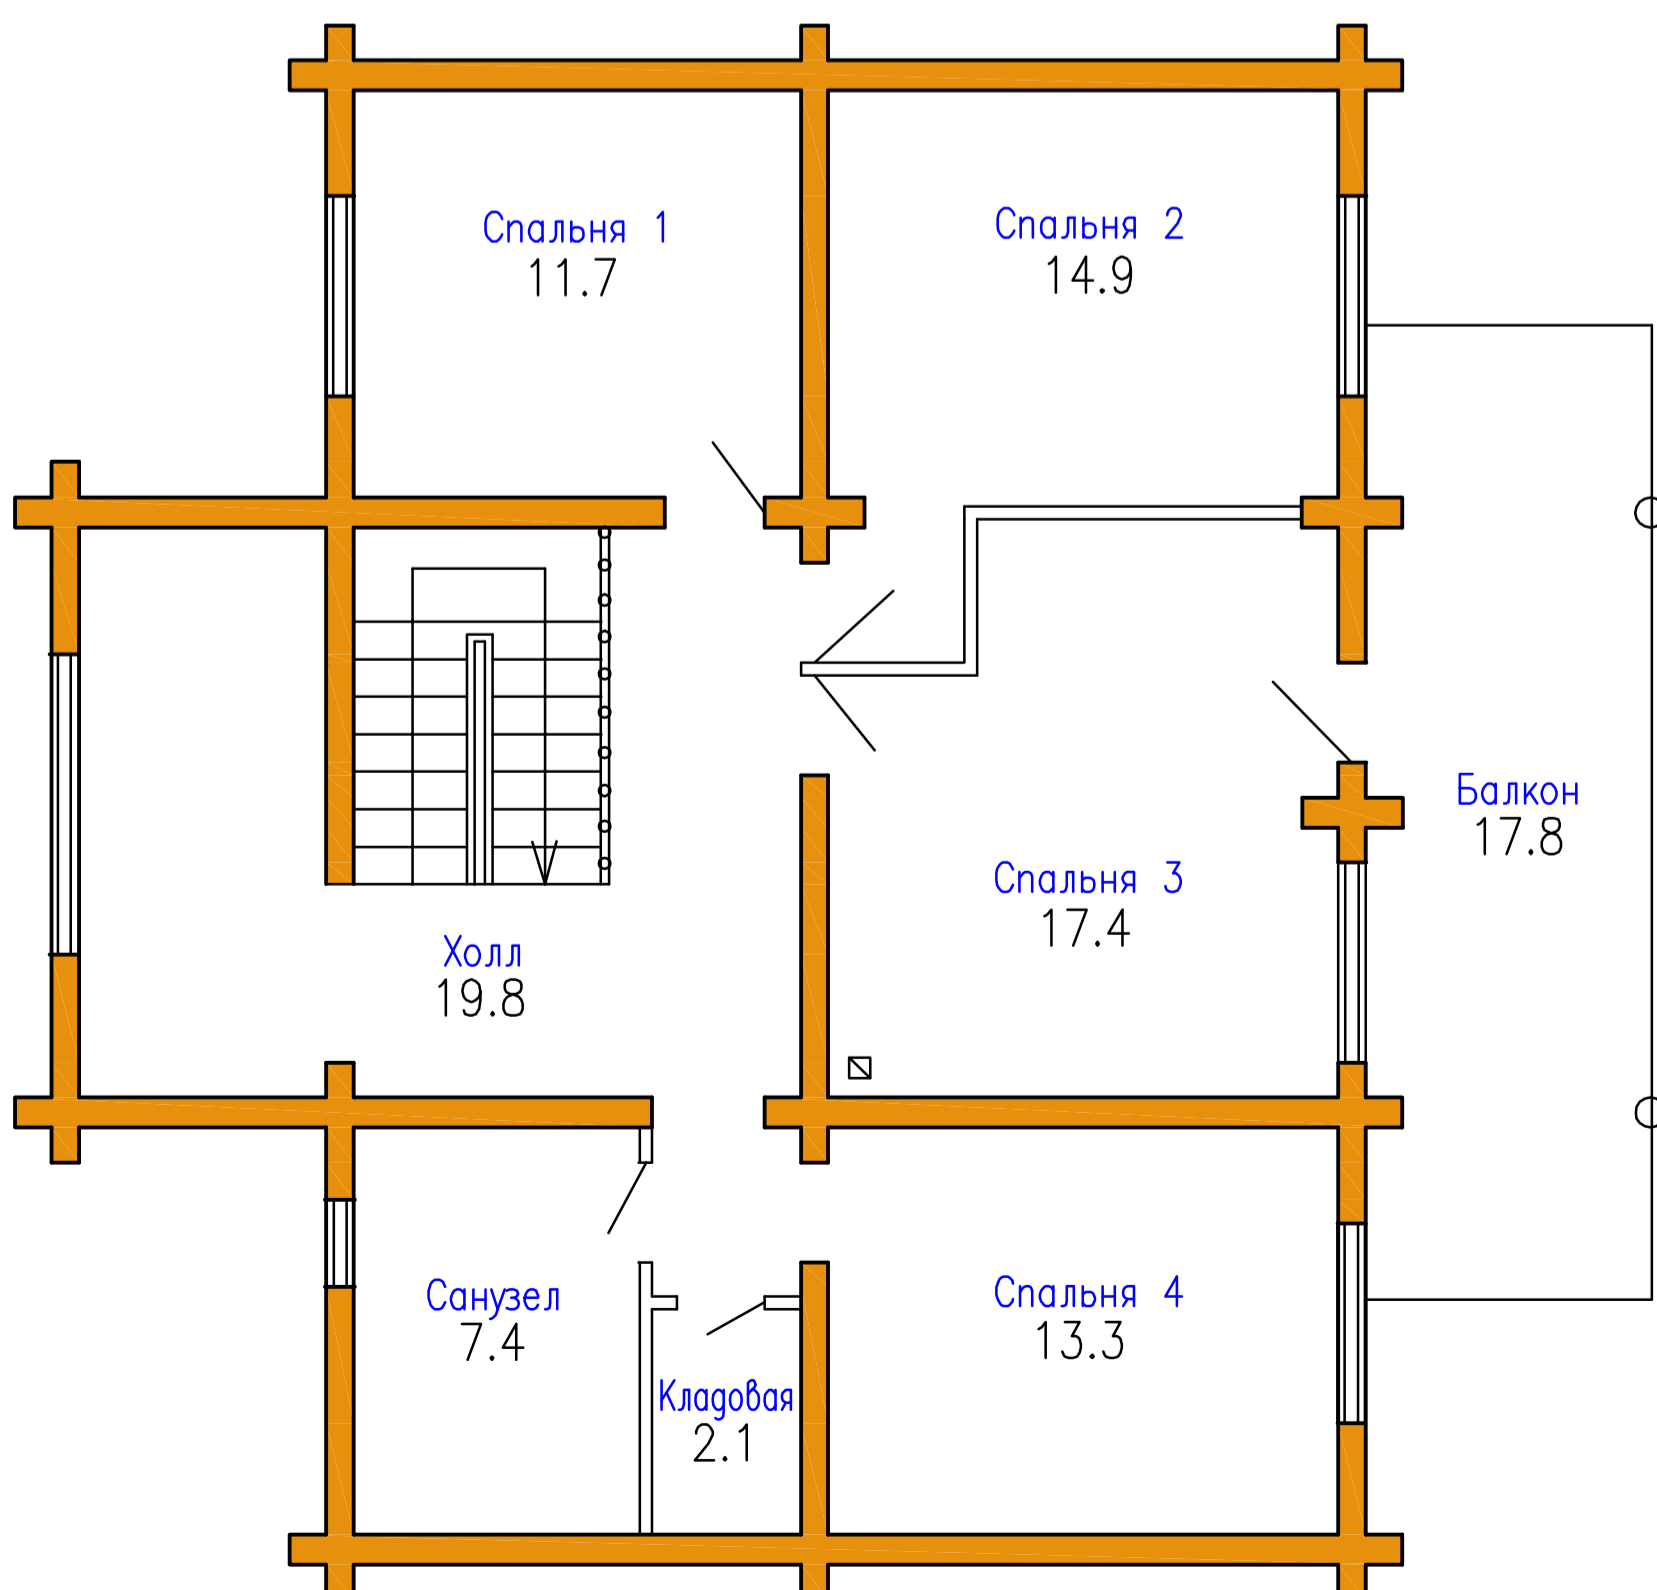 Спальня 1
11.7
Спальня 2
14.9
Балкон
17.8
Спальня 3
17.4
Холл
19.8
Санузел
7.4
Спальня 4
13.3
Кладовая
2.1